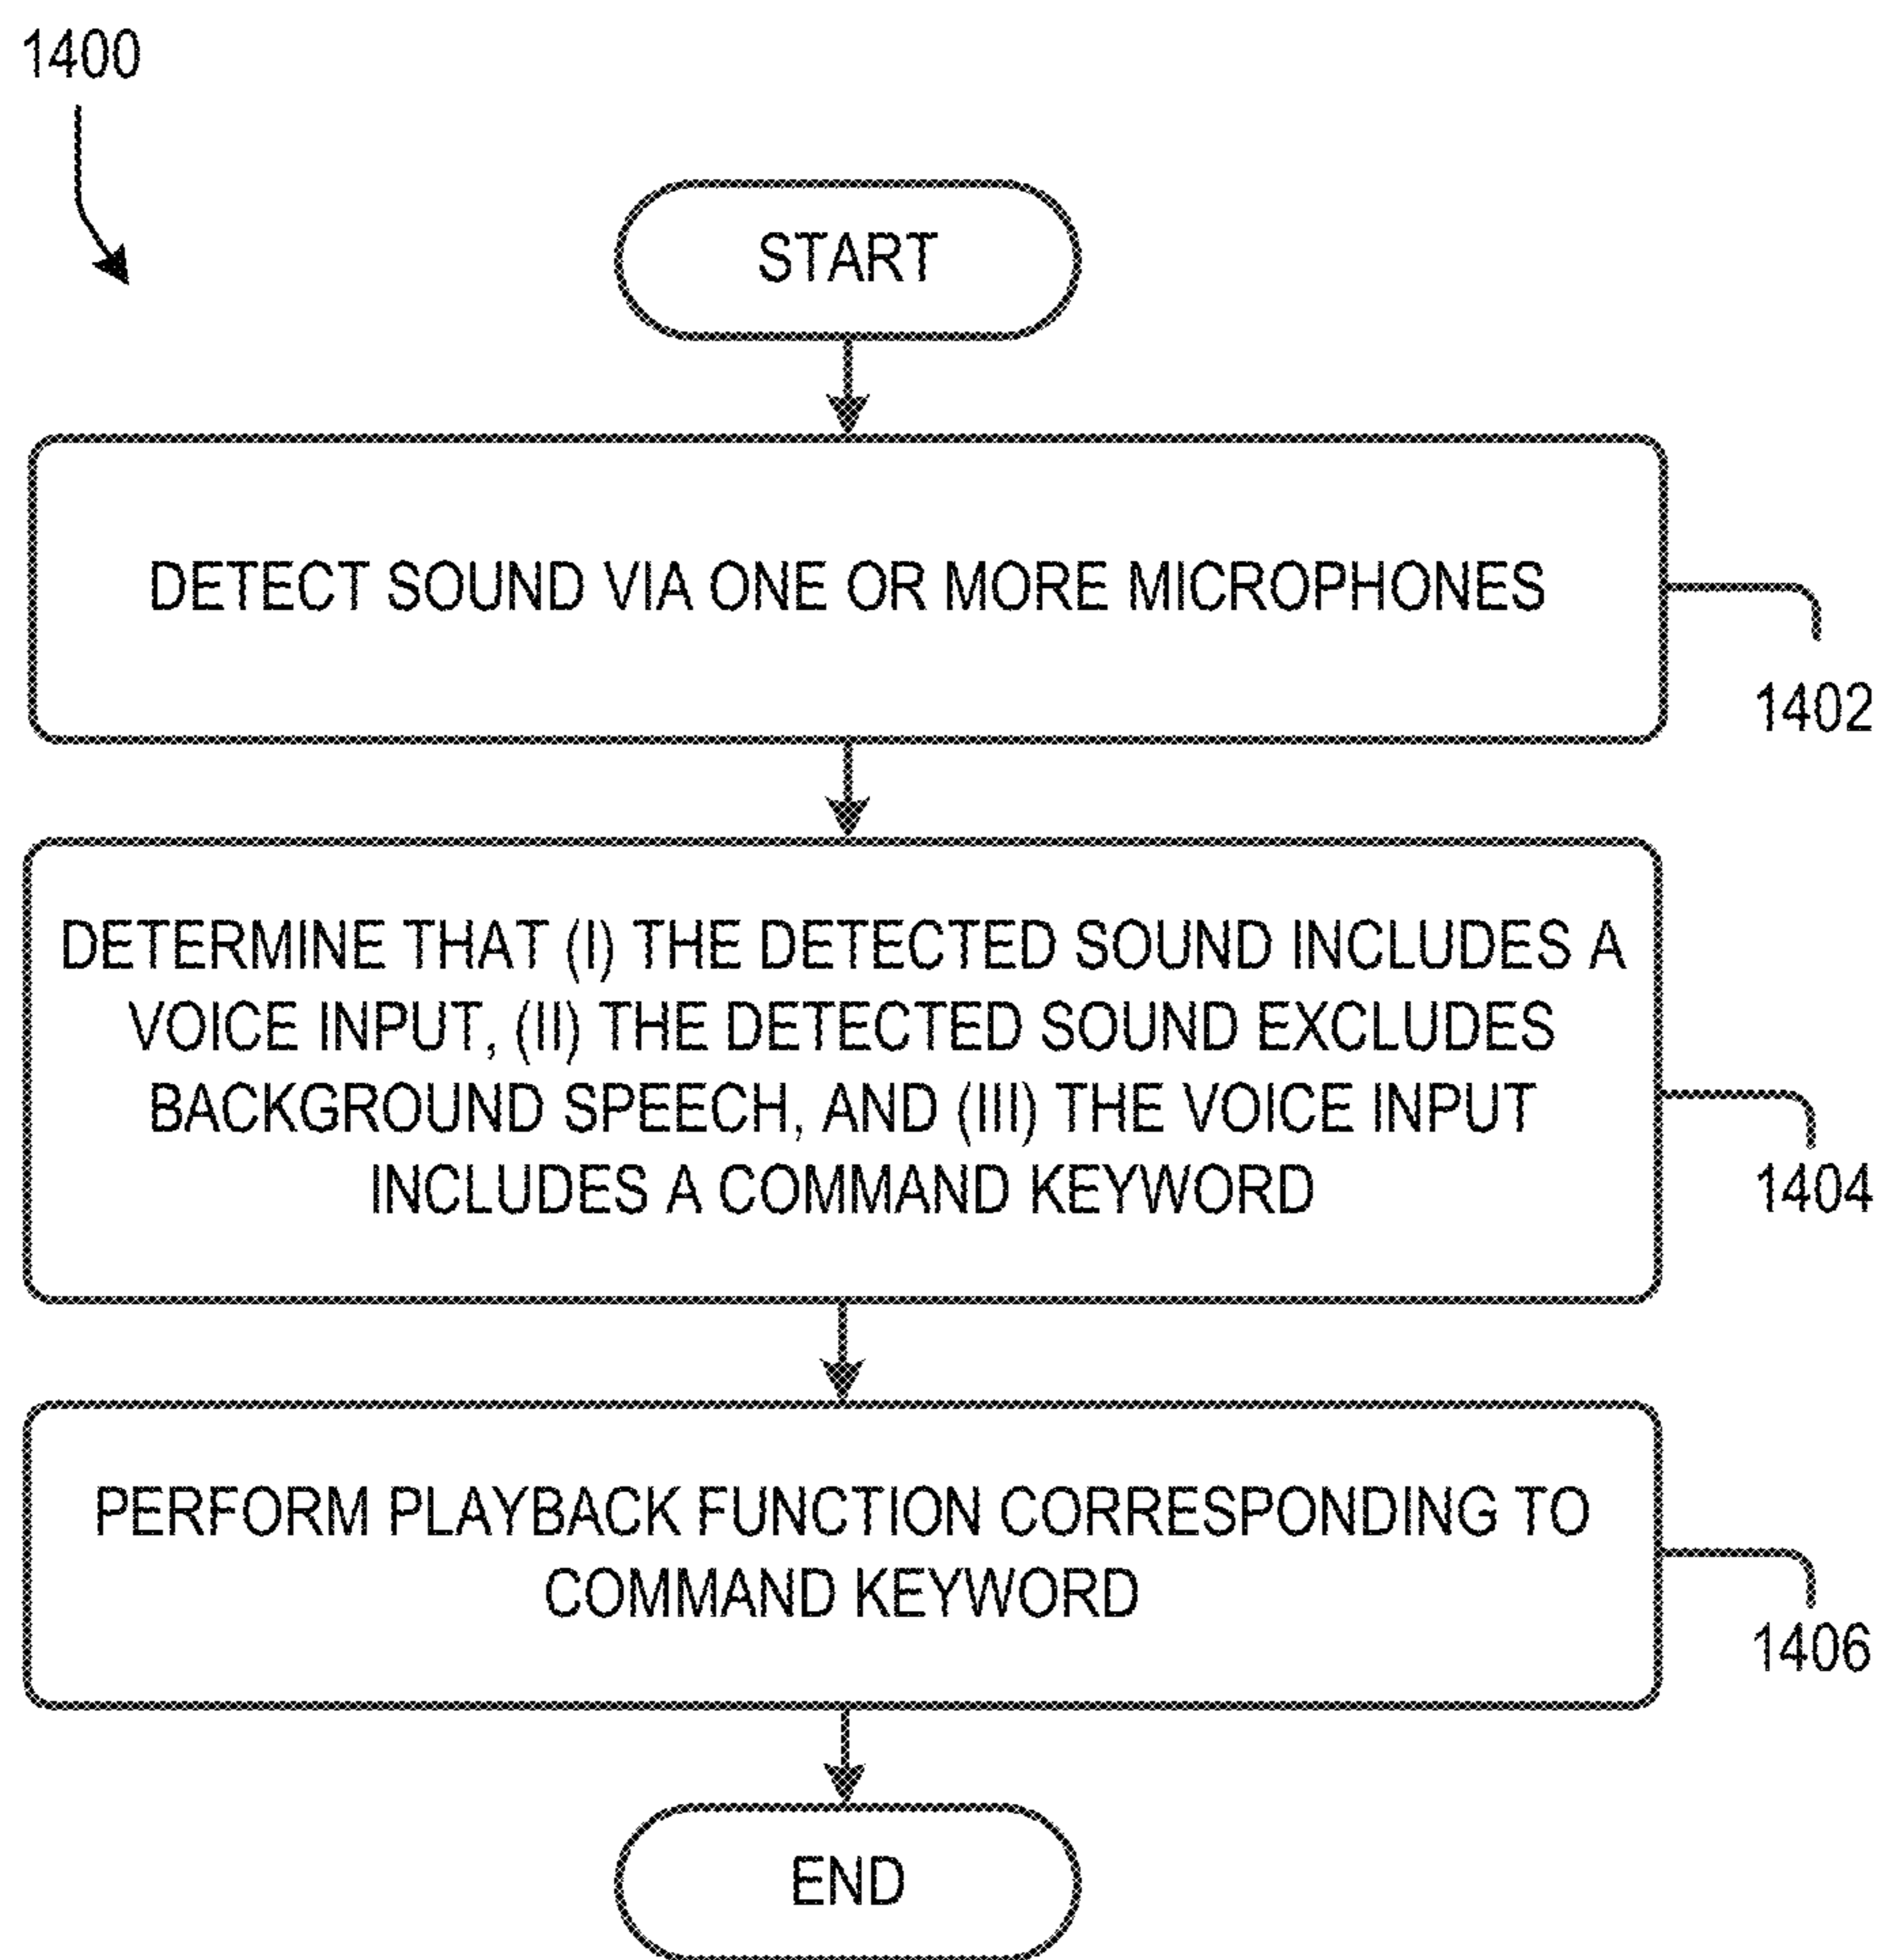 1400
START
DETECT SOUND VIA ONE OR MORE MICROPHONES
1402
DETERMINE THAT (I) THE DETECTED SOUND INCLUDES A
VOICE INPUT, (II) THE DETECTED SOUND EXCLUDES
BACKGROUND SPEECH, AND (III) THE VOICE INPUT
INCLUDES A COMMAND KEYWORD
1404
PERFORM PLAYBACK FUNCTION CORRESPONDING TO
COMMAND KEYWORD
1406
END